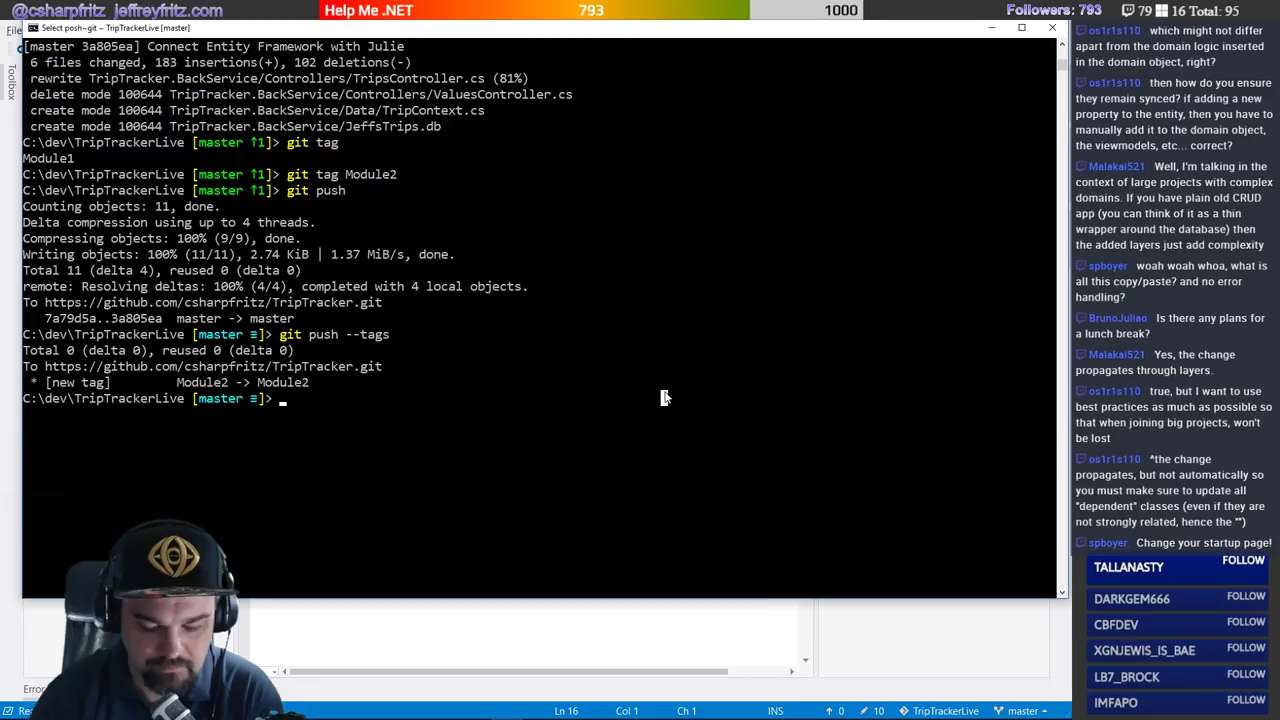 @csharpfritz jeffreyfritz.com
Help Me .NET
793
1000
Followers: 793
79
16 Total: 95
Select posh~git ~ TripTrackerLive [master]
[master 3a805ea] Connect Entity Framework with Julie
6 files changed, 183 insertions(+), 102 deletions(-)
rewrite TripTracker.BackService/Controllers/TripsController.cs (81%)
delete mode 100644 TripTracker.BackService/Controllers/ValuesController.cs
create mode 100644 TripTracker.BackService/Data/TripContext.cs
create mode 100644 TripTracker.BackService/JeffsTrips.db
C:\dev\TripTrackerLive [master ↑1]> git tag
Module1
C:\dev\TripTrackerLive [master ↑1]> git tag Module2
C:\dev\TripTrackerLive [master ↑1]> git push
Counting objects: 11, done.
Delta compression using up to 4 threads.
Compressing objects: 100% (9/9), done.
Writing objects: 100% (11/11), 2.74 KiB | 1.37 MiB/s, done.
Total 11 (delta 4), reused 0 (delta 0)
remote: Resolving deltas: 100% (4/4), completed with 4 local objects.
To https://github.com/csharpfritz/TripTracker.git
7a79d5a..3a805ea master -> master
C:\dev\TripTrackerLive [master ≡]> git push --tags
Total 0 (delta 0), reused 0 (delta 0)
To https://github.com/csharpfritz/TripTracker.git
* [new tag] Module2 -> Module2
C:\dev\TripTrackerLive [master ≡]>
Toolbox
os1r1s110 which might not differ
apart from the domain logic inserted
in the domain object, right?
os1r1s110 then how do you ensure
they remain synced? if adding a new
property to the entity, then you have to
manually add it to the domain object,
the viewmodels, etc... correct?
Malakai521 Well, I'm talking in the
context of large projects with complex
domains. If you have plain old CRUD
app (you can think of it as a thin
wrapper around the database) then
the added layers just add complexity
spboyer woah woah whoa, what is
all this copy/paste? and no error
handling?
BrunoJuliao Is there any plans for
a lunch break?
Malakai521 Yes, the change
propagates through layers.
os1r1s110 true, but I want to use
best practices as much as possible so
that when joining big projects, won't
be lost
os1r1s110 ^the change
propagates, but not automatically so
you must make sure to update all
"dependent" classes (even if they are
not strongly related, hence the "")
spboyer Change your startup page!
TALLANASTY FOLLOW
DARKGEM666 FOLLOW
CBFDEV FOLLOW
XGNJEWIS_IS_BAE FOLLOW
LB7_BROCK FOLLOW
IMFAPO FOLLOW
Ln 16 Col 1 Ch 1 INS 0 10 TripTrackerLive master